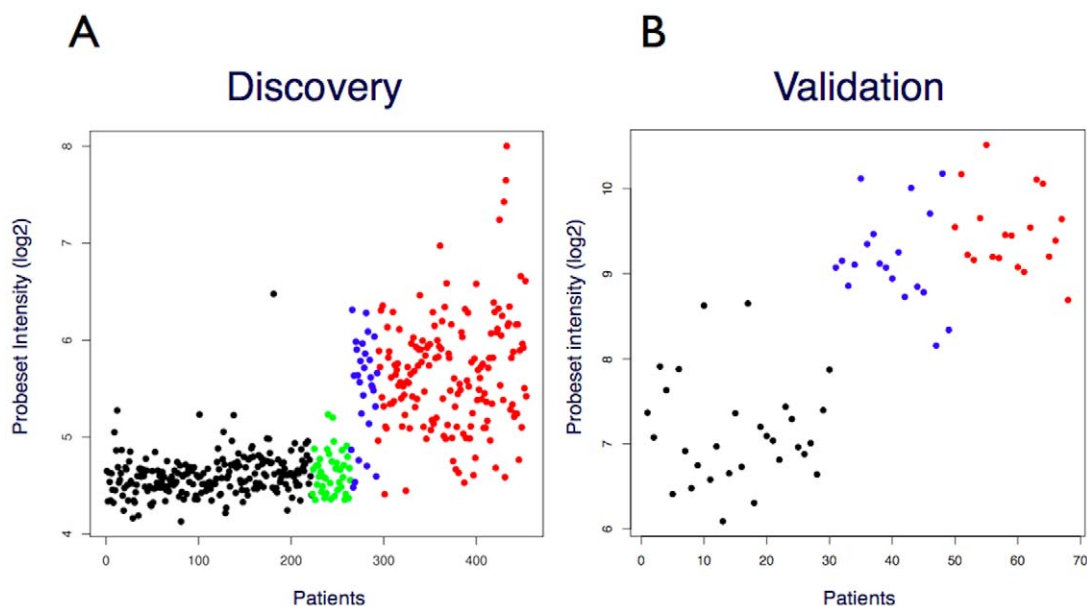 A
Discovery
Probeset Intensity (log2)
8
7
6
5
4
0 100 200 300 400
Patients
B
Validation
Probeset intensity (log2)
10
9
8
7
6
0 10 20 30 40 50 60 70
Patients